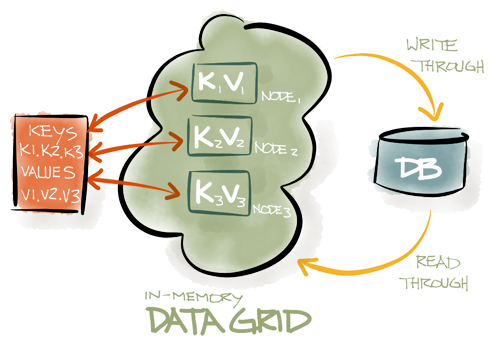 KEYS
K1.K2.K3
VALUES
V1.V2.V3
K1V1
NODE1
K2V2
NODE2
K3V3
NODE3
WRITE
THROUGH
DB
READ
THROUGH
IN-MEMORY
DATA GRID